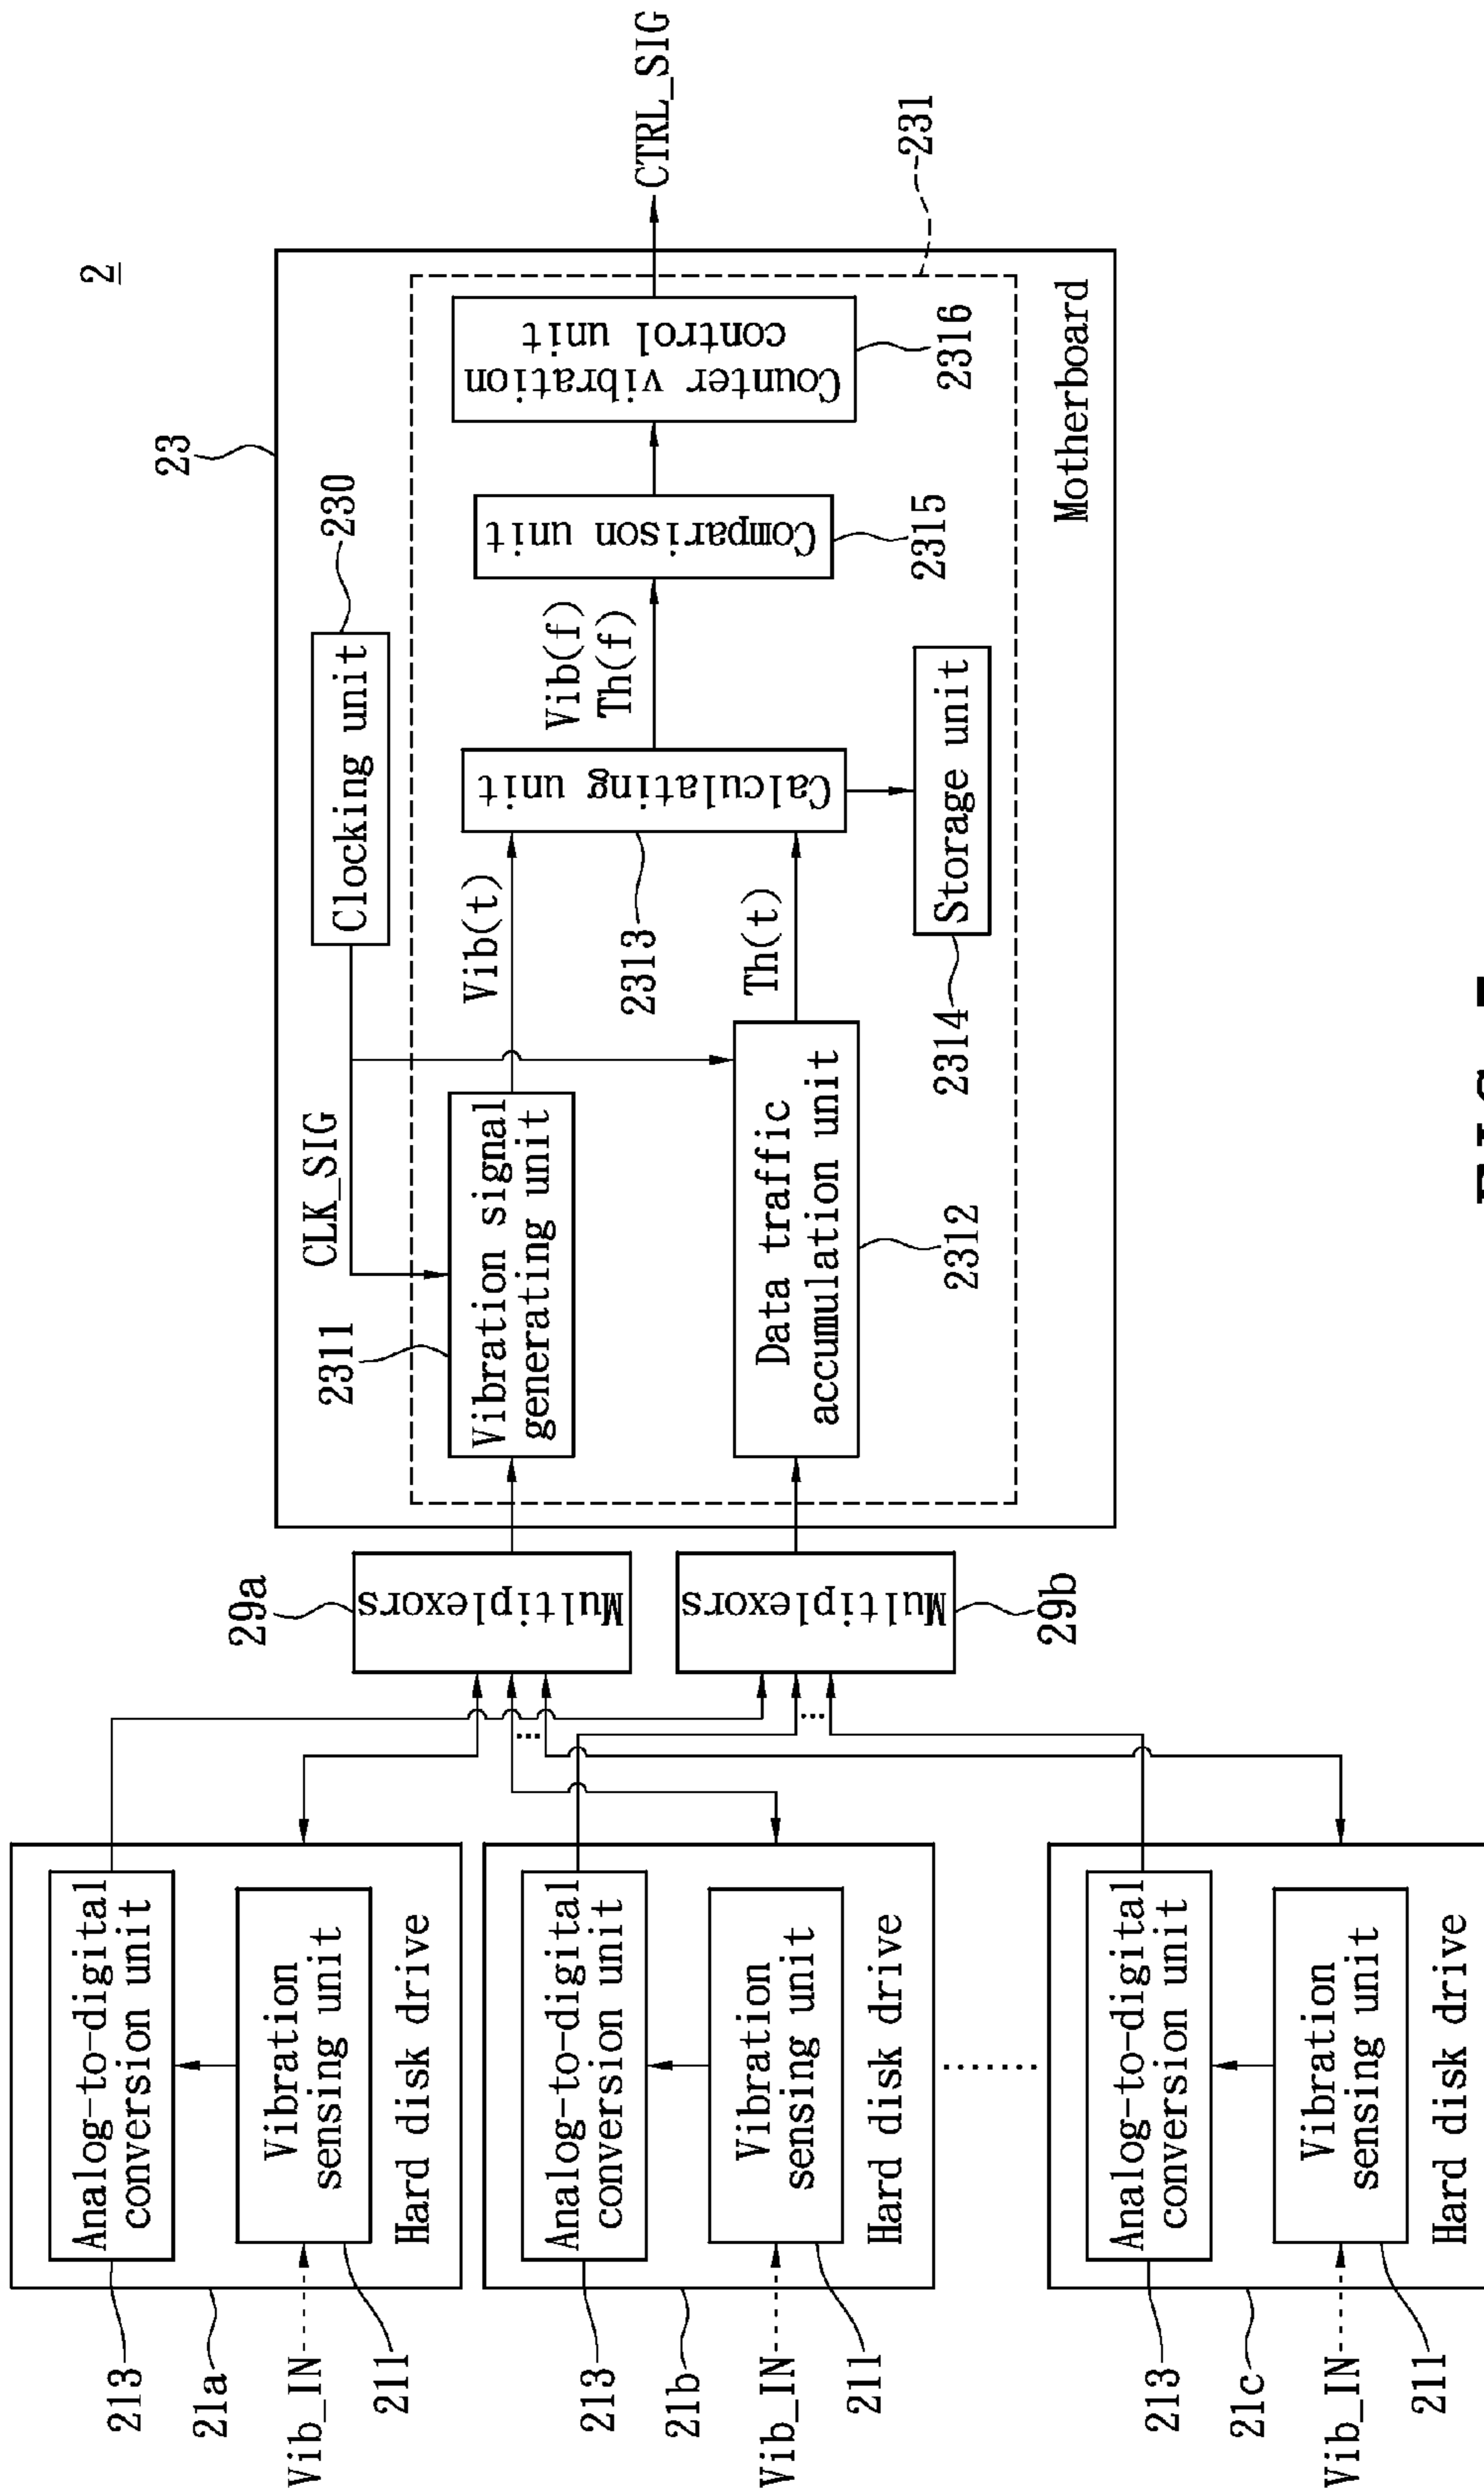 2
23
230
Clocking unit
CLK_SIG
2311
Vibration signal
generating unit
Vib(t)
Data traffic
accumulation unit
2312
Th(t)
Calculating unit
2313
Storage unit
2314
Vib(f)
Th(f)
Comparison unit
2315
Counter vibration
control unit
2316
231
CTRL_SIG
Motherboard
29a
Multiplexors
29b
Multiplexors
...
...
Analog-to-digital
conversion unit
Vibration
sensing unit
Hard disk drive
213
21a
Vib_IN
211
Analog-to-digital
conversion unit
Vibration
sensing unit
Hard disk drive
213
21b
Vib_IN
211
.......
Analog-to-digital
conversion unit
Vibration
sensing unit
Hard disk drive
213
21c
Vib_IN
211